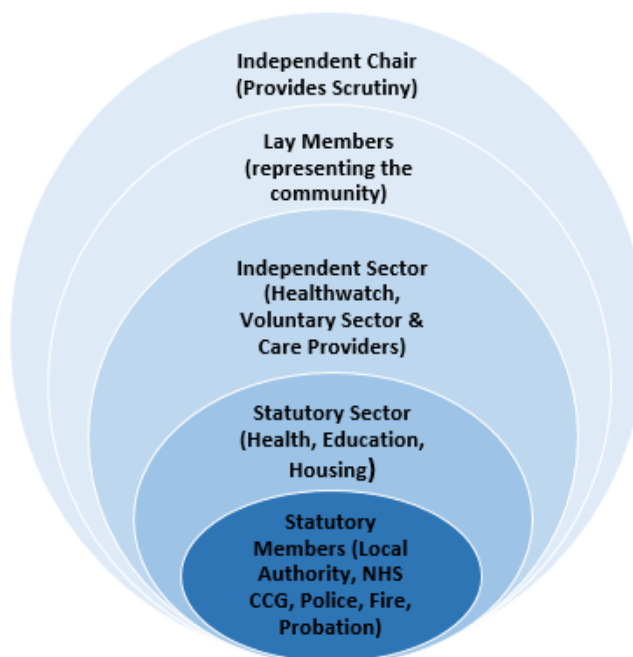 Independent Chair
(Provides Scrutiny)
Lay Members
(representing the
community)
Independent Sector
(Healthwatch,
Voluntary Sector &
Care Providers)
Statutory Sector
(Health, Education,
Housing)
Statutory
Members (Local
Authority, NHS
CCG, Police, Fire,
Probation)